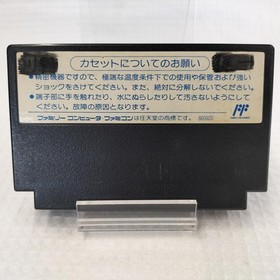 カセットについてのお願い
●精密機器ですので、極端な温度条件下での使用や保管および強い
ショックをさけてください。また、絶対に分解しないでください。
●端子部に手を触れたり、水にぬらしたりして汚さないようにして
ください。故障の原因となります。
ファミリーコンピュータ・ファミコンは任天堂の商標です。